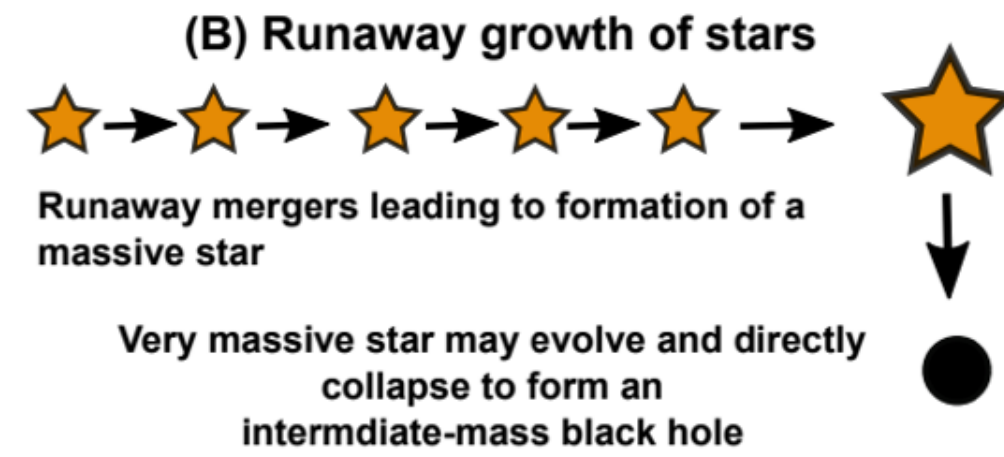 (B) Runaway growth of stars
Runaway mergers leading to formation of a
massive star
Very massive star may evolve and directly
collapse to form an
intermdiate-mass black hole